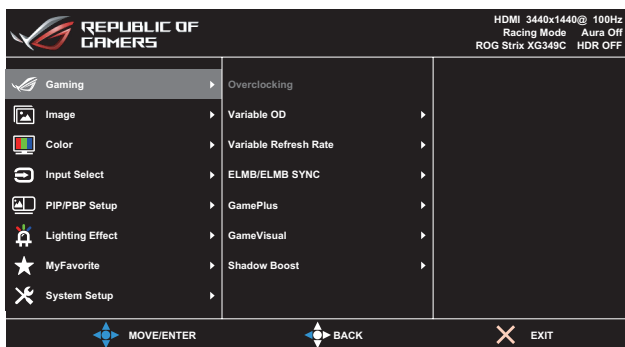 REPUBLIC OF
GAMERS
HDMI 3440x1440@ 100Hz
Racing Mode Aura Off
ROG Strix XG349C HDR OFF
Gaming
Image
Color
Input Select
PIP/PBP Setup
Lighting Effect
MyFavorite
System Setup
Overclocking
Variable OD
Variable Refresh Rate
ELMB/ELMB SYNC
GamePlus
GameVisual
Shadow Boost
MOVE/ENTER
BACK
EXIT